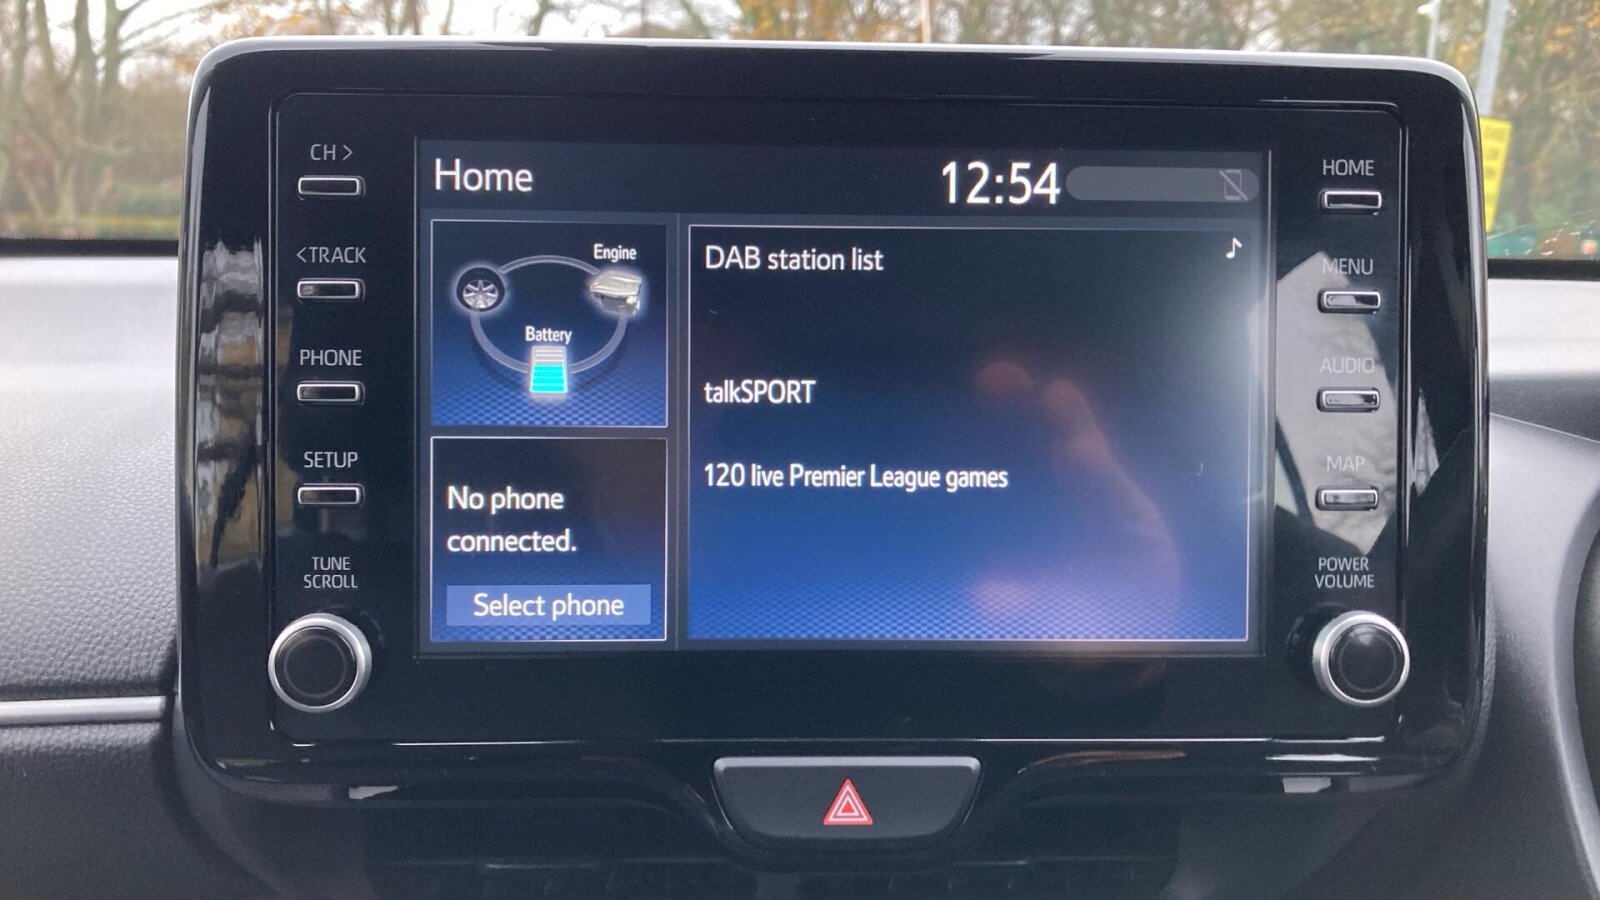 CH >
<TRACK
PHONE
SETUP
TUNE
SCROLL
Home
12:54
Engine
Battery
No phone
connected.
Select phone
DAB station list
talkSPORT
120 live Premier League games
HOME
MENU
AUDIO
MAP
POWER
VOLUME